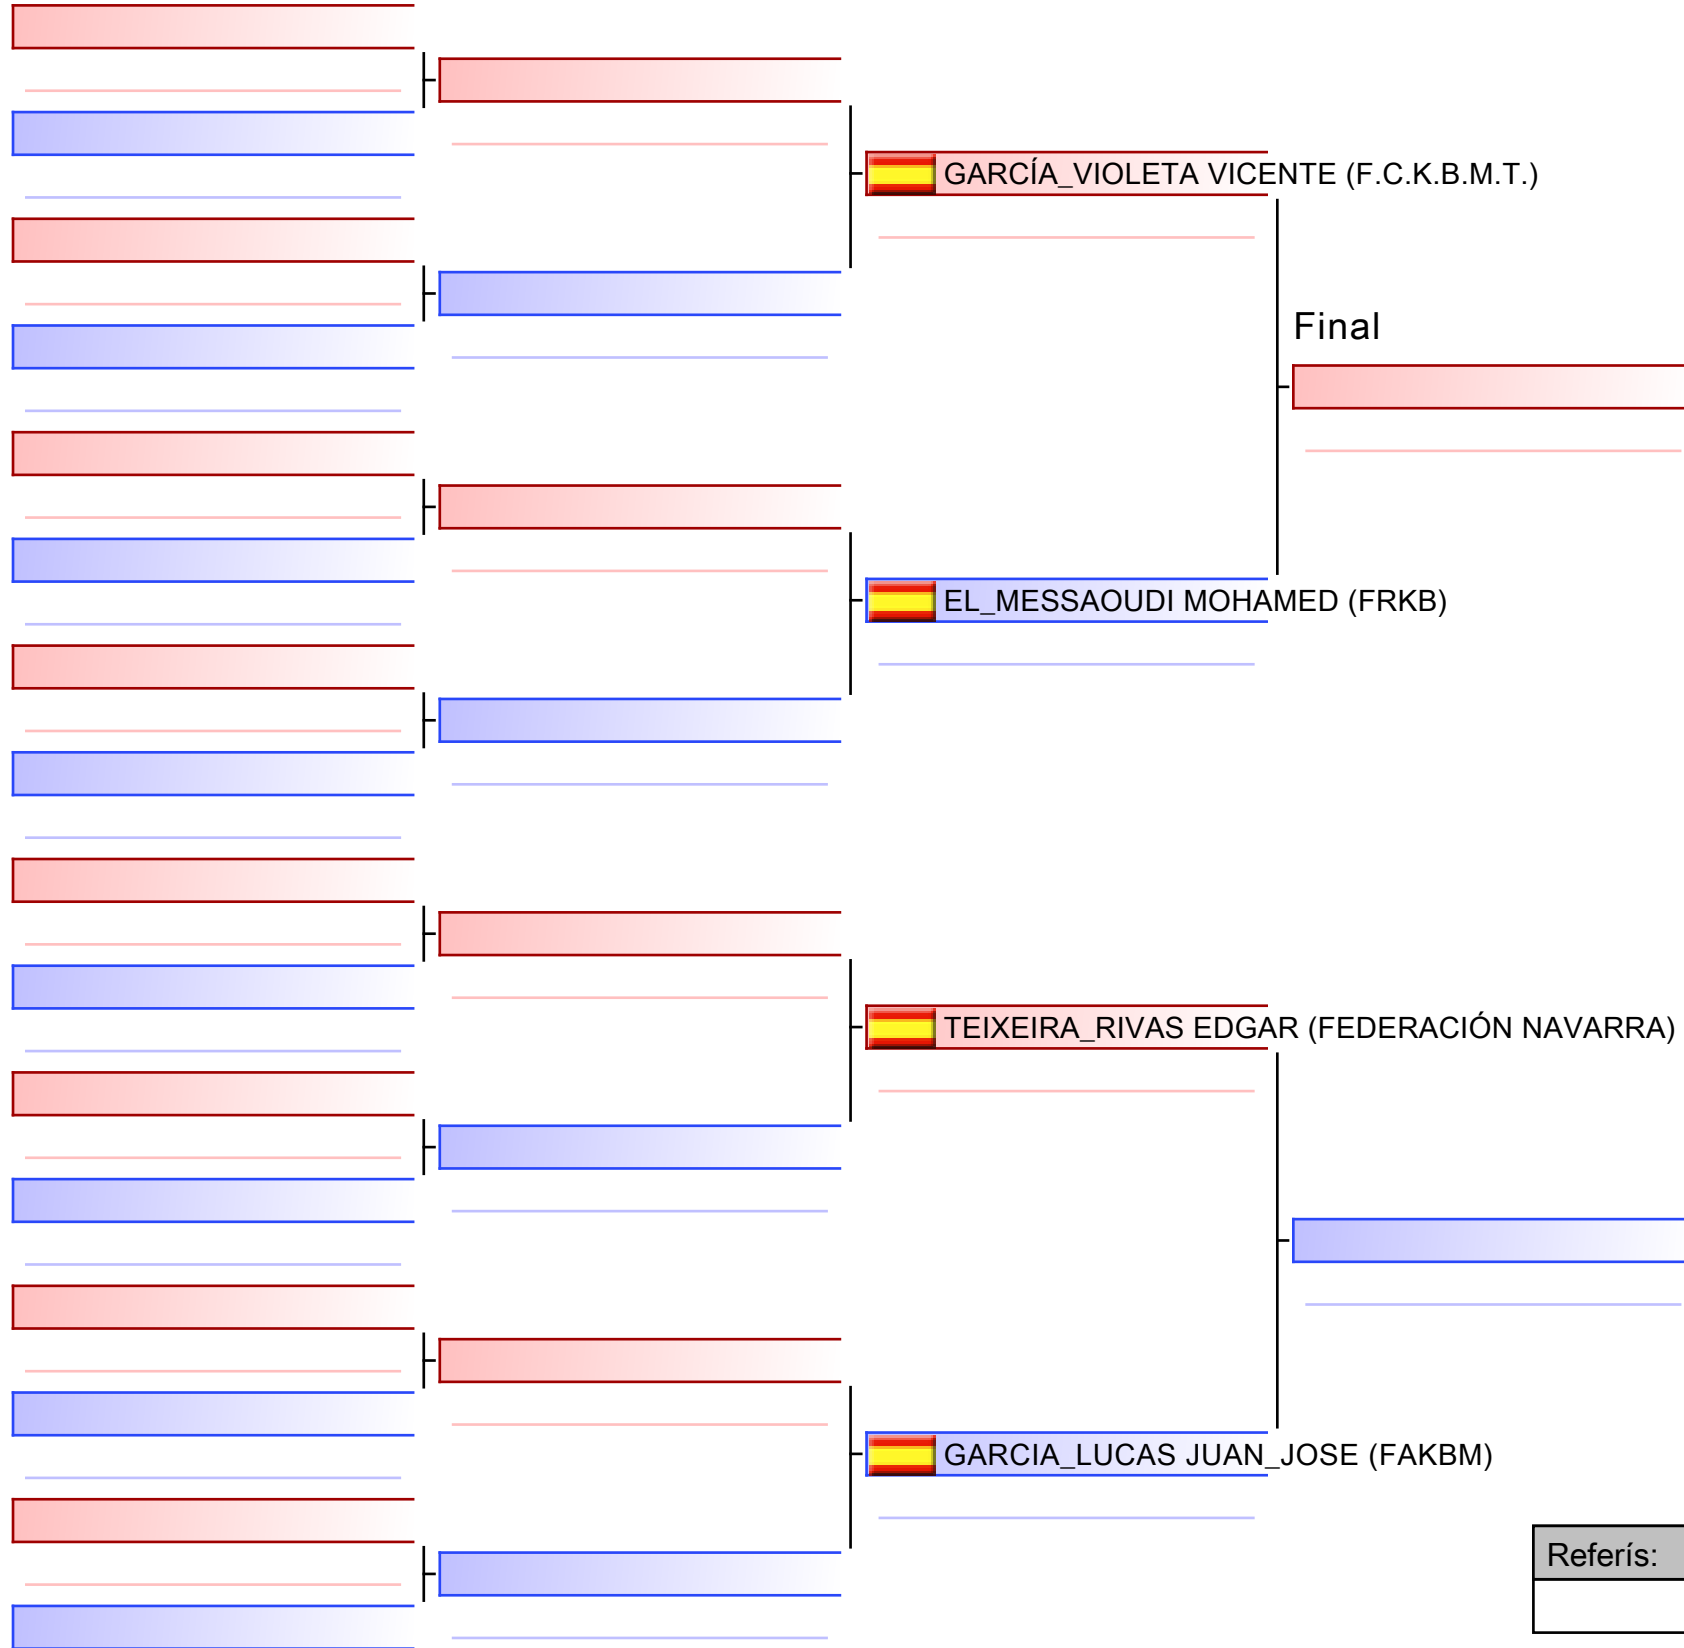 GARCÍA_VIOLETA VICENTE (F.C.K.B.M.T.)
Final
EL_MESSAOUDI MOHAMED (FRKB)
TEIXEIRA_RIVAS EDGAR (FEDERACIÓN NAVARRA)
GARCIA_LUCAS JUAN_JOSE (FAKBM)
Referís: